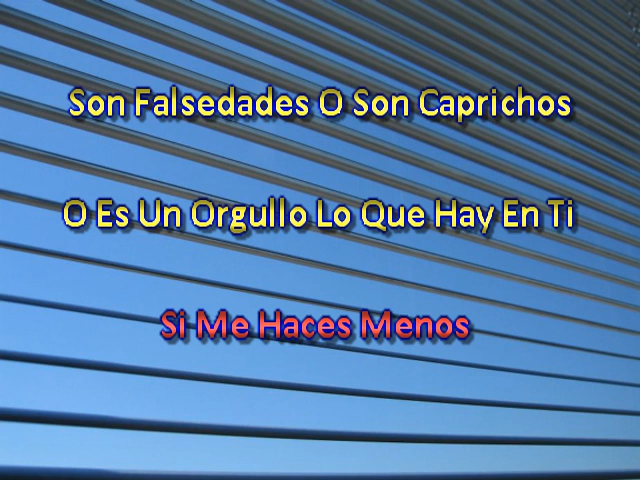 Son Falsedades O Son Caprichos
O Es Un Orgullo Lo Que Hay En Ti
Si Me Haces Menos